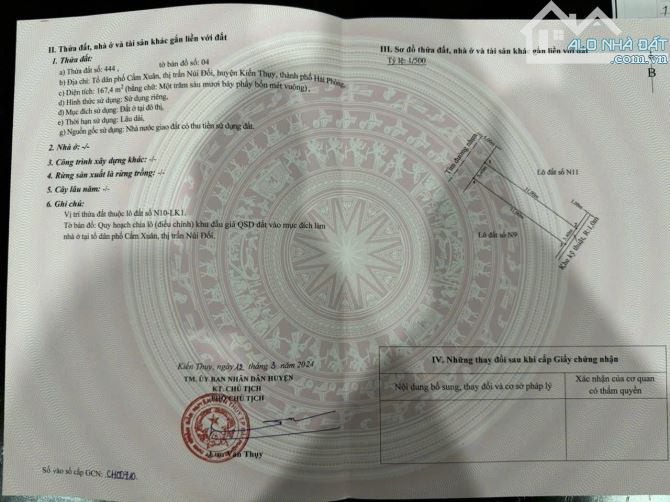 II. Thửa đất, nhà ở và tài sản khác gắn liền với đất
1. Thửa đất:
a) Thửa đất số: 444 , tờ bản đồ số: 04
b) Địa chỉ: Tổ dân phố Cẩm Xuân, thị trấn Núi Đối, huyện Kiến Thụy, thành phố Hải Phòng,
c) Diện tích: 167,4 m² (bằng chữ: Một trăm sáu mươi bảy phẩy bốn mét vuông),
d) Hình thức sử dụng: Sử dụng riêng,
đ) Mục đích sử dụng: Đất ở tại đô thị,
e) Thời hạn sử dụng: Lâu dài,
g) Nguồn gốc sử dụng: Nhà nước giao đất có thu tiền sử dụng đất.
2. Nhà ở: -/-
3. Công trình xây dựng khác: -/-
4. Rừng sản xuất là rừng trồng: -/-
5. Cây lâu năm: -/-
6. Ghi chú:
Vị trí thửa đất thuộc lô đất số N10-LK1.
Tờ bản đồ: Quy hoạch chia lô (điều chỉnh) khu đấu giá QSD đất vào mục đích làm
nhà ở tại tổ dân phố Cẩm Xuân, thị trấn Núi Đối.
Kiến Thụy, ngày 12 tháng 3 năm 2024
TM. ỦY BAN NHÂN DÂN HUYỆN
KT. CHỦ TỊCH
PHÓ CHỦ TỊCH
Văn Thụy
Số vào sổ cấp GCN:
III. Sơ đồ thửa đất, nhà ở và tài sản khác gắn liền với đất
Tỷ lệ: 1/500
ALO NHÀ ĐẤT
B
Tim đường nhựa
Lô đất số N11
Lô đất số N9
Khu kỹ thuật, R:1,0m
IV. Những thay đổi sau khi cấp Giấy chứng nhận
Nội dung bổ sung, thay đổi và cơ sở pháp lý
Xác nhận của cơ quan
có thẩm quyền